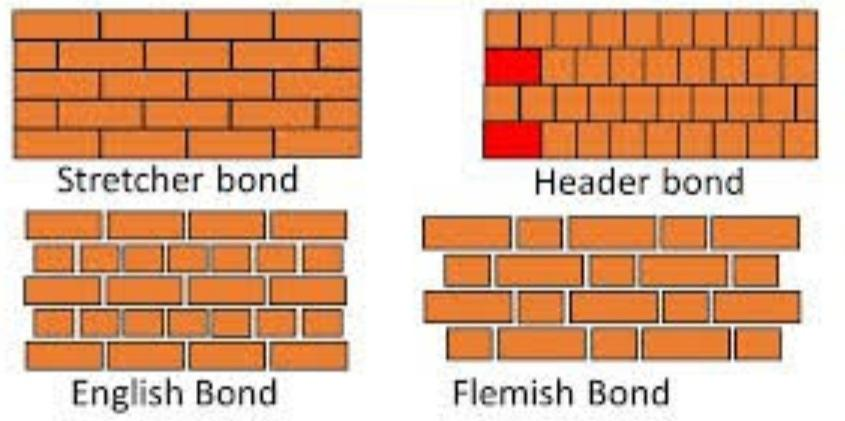 Stretcher bond
Header bond
English Bond
Flemish Bond